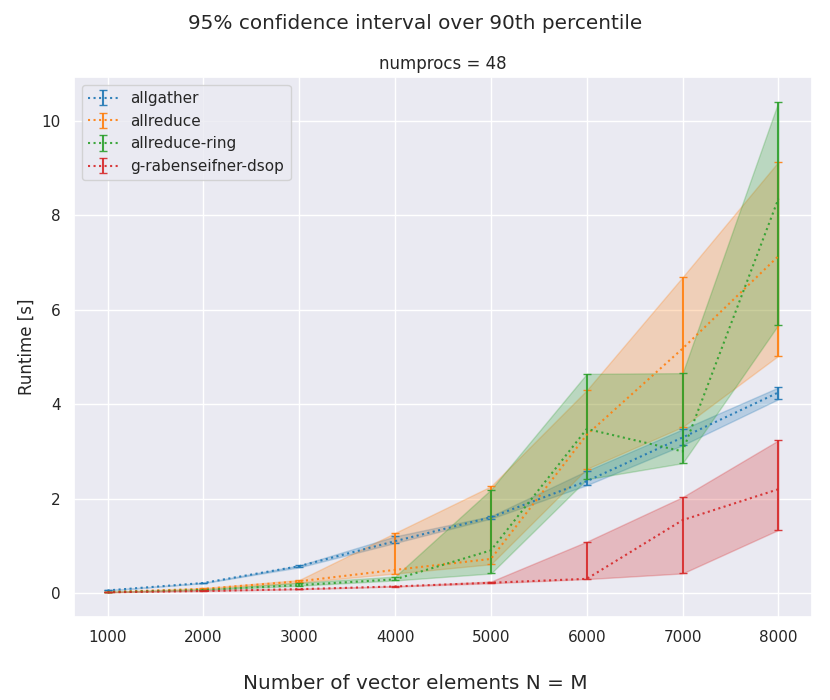 95% confidence interval over 90th percentile
numprocs = 48
allgather
allreduce
allreduce-ring
g-rabenseifner-dsop
Runtime [s]
10
8
6
4
2
0
1000 2000 3000 4000 5000 6000 7000 8000
Number of vector elements N = M